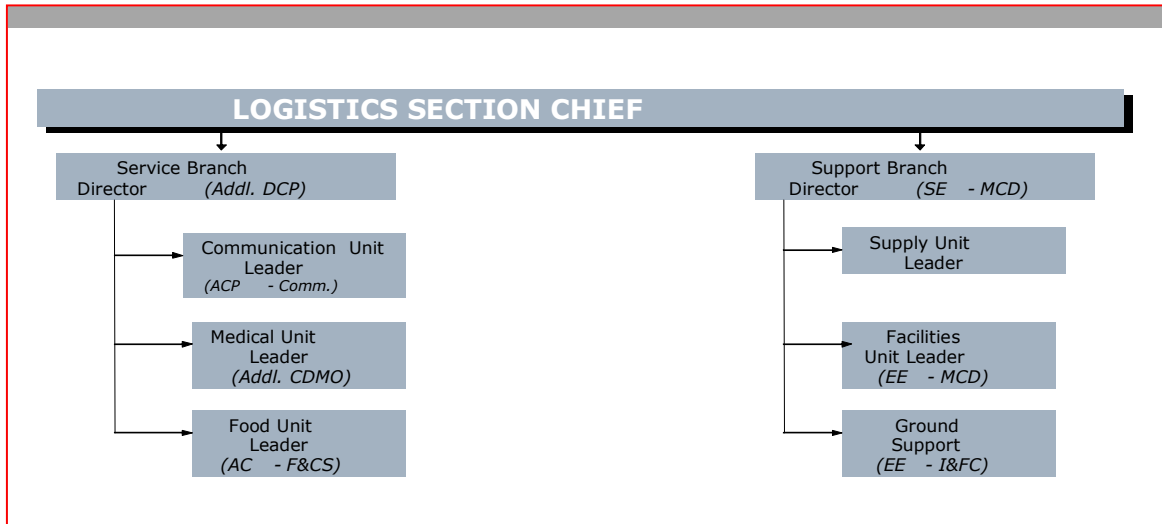 LOGISTICS SECTION CHIEF
Service Branch
Director (Addl. DCP)
Communication Unit
Leader
(ACP - Comm.)
Medical Unit
Leader
(Addl. CDMO)
Food Unit
Leader
(AC - F&CS)
Support Branch
Director (SE - MCD)
Supply Unit
Leader
Facilities
Unit Leader
(EE - MCD)
Ground
Support
(EE - I&FC)